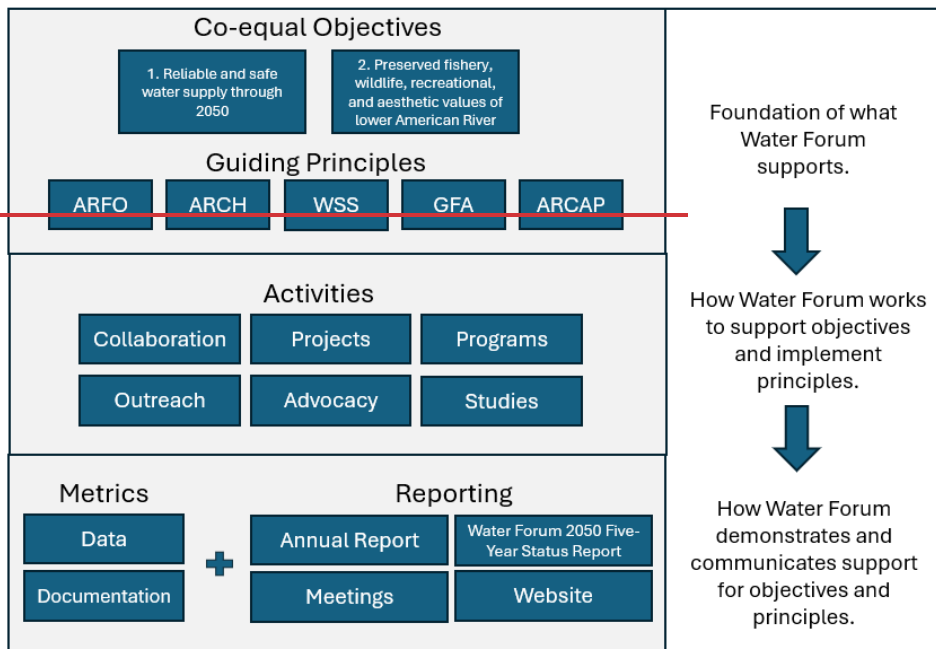 Co-equal Objectives
1. Reliable and safe
water supply through
2050
2. Preserved fishery,
wildlife, recreational,
and aesthetic values of
lower American River
Guiding Principles
ARFO
ARCH
WSS
GFA
ARCAP
Foundation of what
Water Forum
supports.
Activities
Collaboration
Projects
Programs
Outreach
Advocacy
Studies
How Water Forum works
to support objectives
and implement
principles.
Metrics
Data
Documentation
Reporting
Annual Report
Water Forum 2050 Five-
Year Status Report
Meetings
Website
How Water Forum
demonstrates and
communicates support
for objectives and
principles.